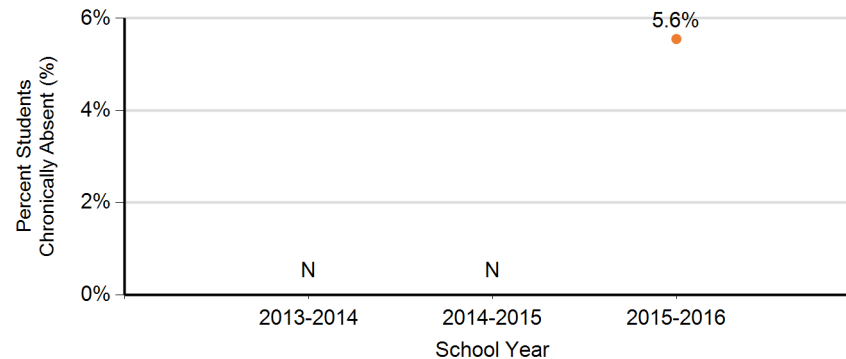 6%
5.6%
4%
2%
0%
N
N
2013-2014
2014-2015
2015-2016
School Year
Percent Students
Chronically Absent (%)